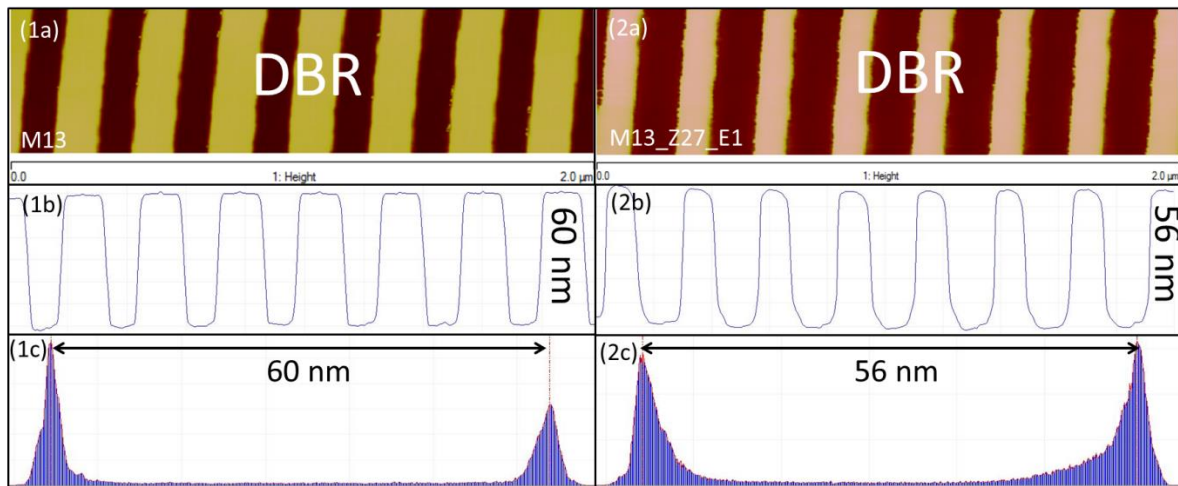 (1a)
DBR
M13
0.0
1: Height
2.0 µm
(1b)
60 nm
(1c)
60 nm
(2a)
DBR
M13_Z27_E1
0.0
1: Height
2.0 µm
(2b)
56 nm
(2c)
56 nm